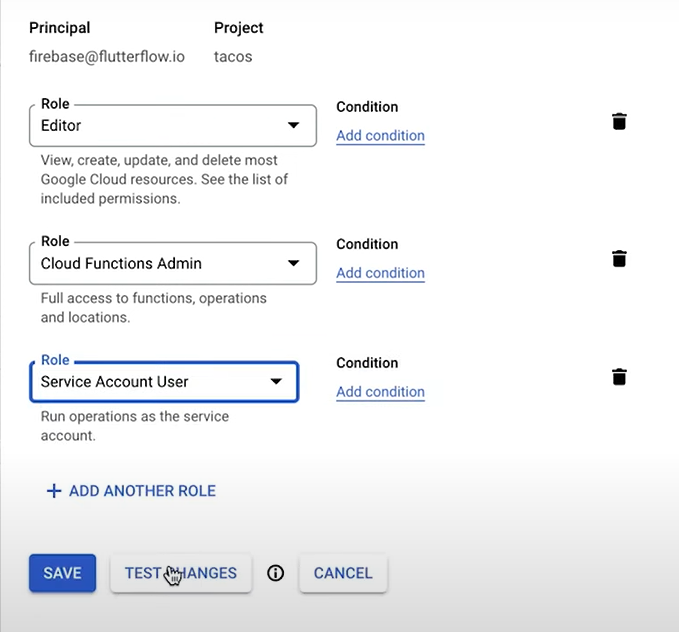 Principal Project
firebase@flutterflow.io tacos
Role
Editor
Condition
Add condition
View, create, update, and delete most
Google Cloud resources. See the list of
included permissions.
Role
Cloud Functions Admin
Condition
Add condition
Full access to functions, operations
and locations.
Role
Service Account User
Condition
Add condition
Run operations as the service
account.
+ ADD ANOTHER ROLE
SAVE TEST CHANGES CANCEL